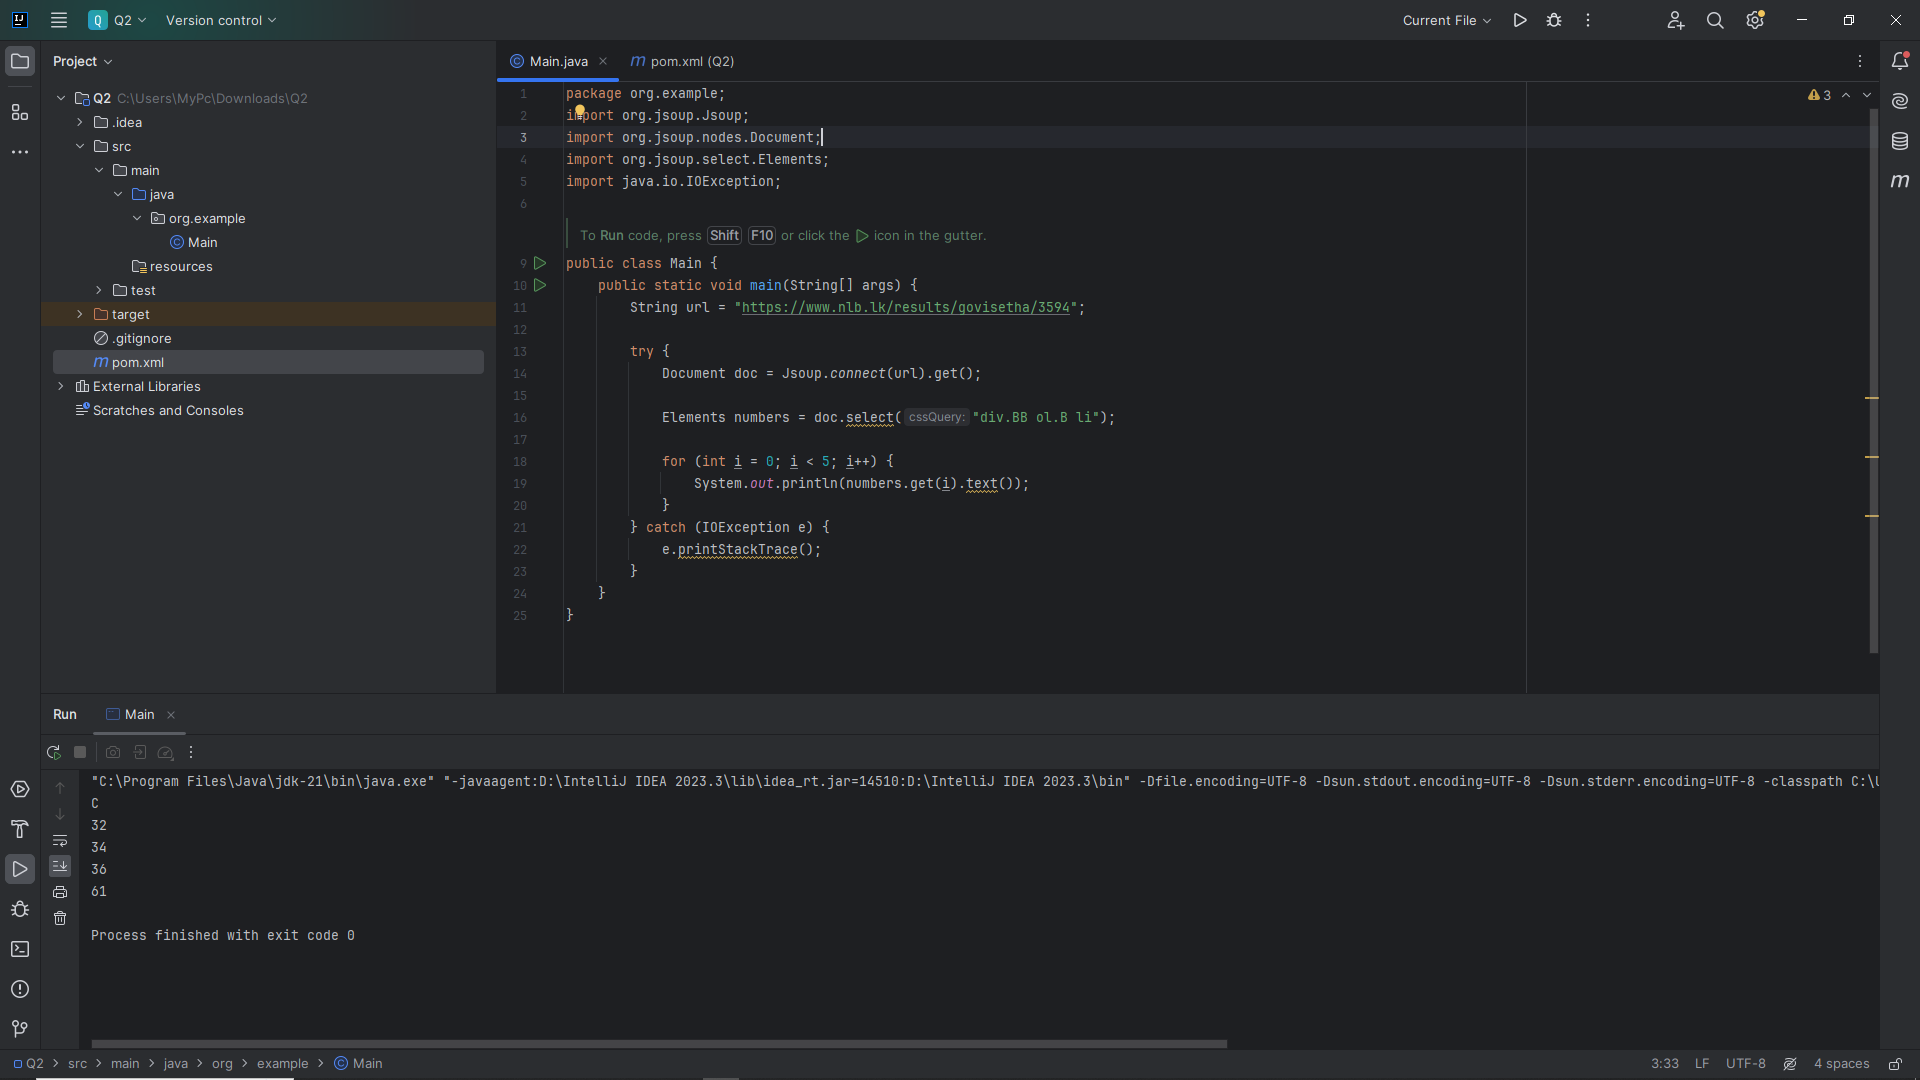 Q Q2 Version control Current File
Project
Main.java
m pom.xml (Q2)
Q2 C:\Users\MyPc\Downloads\Q2
.idea
src
main
java
org.example
Main
resources
test
target
.gitignore
m pom.xml
External Libraries
Scratches and Consoles
3
1 package org.example;
2 import org.jsoup.Jsoup;
3 import org.jsoup.nodes.Document;
4 import org.jsoup.select.Elements;
5 import java.io.IOException;
6
To Run code, press Shift F10 or click the icon in the gutter.
9 public class Main {
10 public static void main(String[] args) {
11 String url = "https://www.nlb.lk/results/govisetha/3594";
12
13 try {
14 Document doc = Jsoup.connect(url).get();
15
16 Elements numbers = doc.select( cssQuery: "div.BB ol.B li");
17
18 for (int i = 0; i < 5; i++) {
19 System.out.println(numbers.get(i).text());
20 }
21 } catch (IOException e) {
22 e.printStackTrace();
23 }
24 }
25 }
m
Run Main
"C:\Program Files\Java\jdk-21\bin\java.exe" "-javaagent:D:\IntelliJ IDEA 2023.3\lib\idea_rt.jar=14510:D:\IntelliJ IDEA 2023.3\bin" -Dfile.encoding=UTF-8 -Dsun.stdout.encoding=UTF-8 -Dsun.stderr.encoding=UTF-8 -classpath C:\U
C
32
34
36
61
Process finished with exit code 0
Q2 > src > main > java > org > example > Main
3:33 LF UTF-8 4 spaces